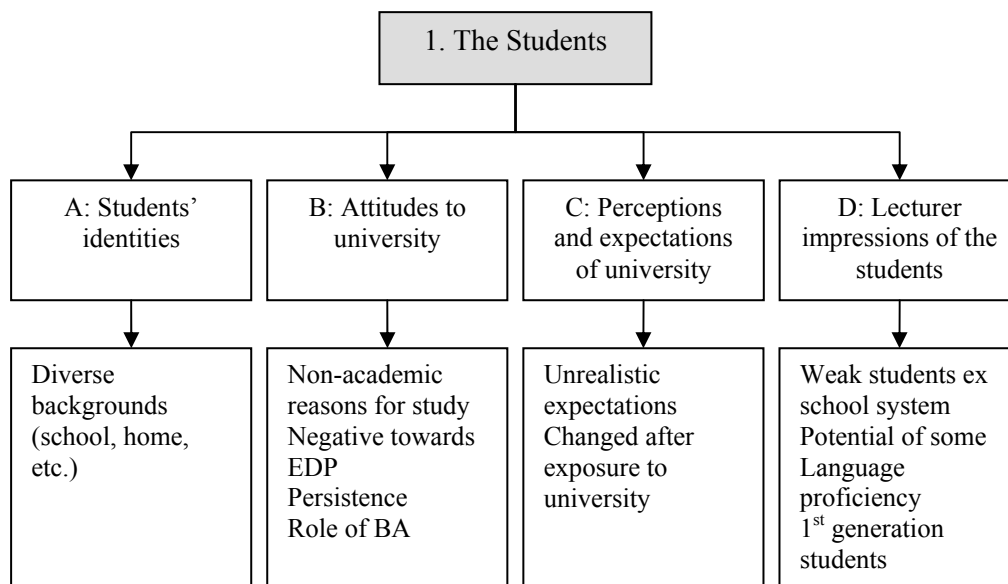 1. The Students
A: Students’
identities
B: Attitudes to
university
C: Perceptions
and expectations
of university
D: Lecturer
impressions of the
students
Diverse
backgrounds
(school, home,
etc.)
Non-academic
reasons for study
Negative towards
EDP
Persistence
Role of BA
Unrealistic
expectations
Changed after
exposure to
university
Weak students ex
school system
Potential of some
Language
proficiency
1st generation
students